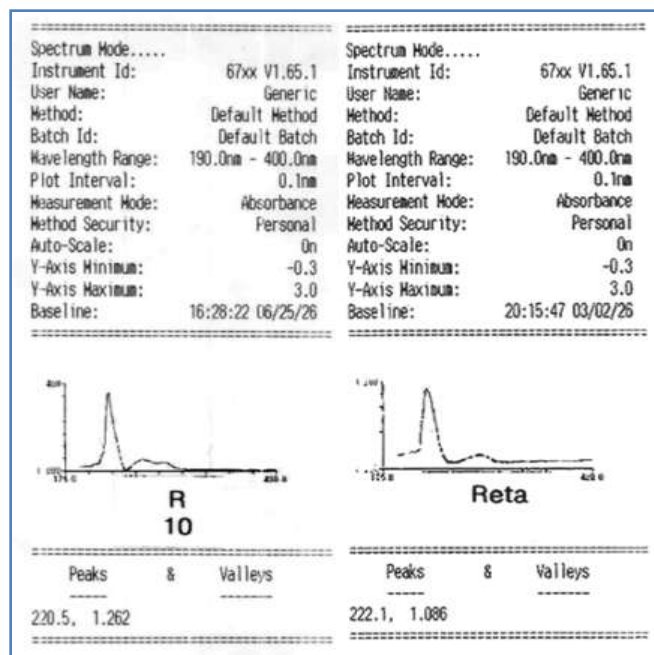 Spectrum Mode.....
Instrument Id: 67xx V1.65.1
User Name: Generic
Method: Default Method
Batch Id: Default Batch
Wavelength Range: 190.0nm - 400.0nm
Plot Interval: 0.1nm
Measurement Mode: Absorbance
Method Security: Personal
Auto-Scale: On
Y-Axis Minimum: -0.3
Y-Axis Maximum: 3.0
Baseline: 16:28:22 06/25/26
R
10
Peaks & Valleys
220.5, 1.262
Spectrum Mode.....
Instrument Id: 67xx V1.65.1
User Name: Generic
Method: Default Method
Batch Id: Default Batch
Wavelength Range: 190.0nm - 400.0nm
Plot Interval: 0.1nm
Measurement Mode: Absorbance
Method Security: Personal
Auto-Scale: On
Y-Axis Minimum: -0.3
Y-Axis Maximum: 3.0
Baseline: 20:15:47 03/02/26
Reta
Peaks & Valleys
222.1, 1.086